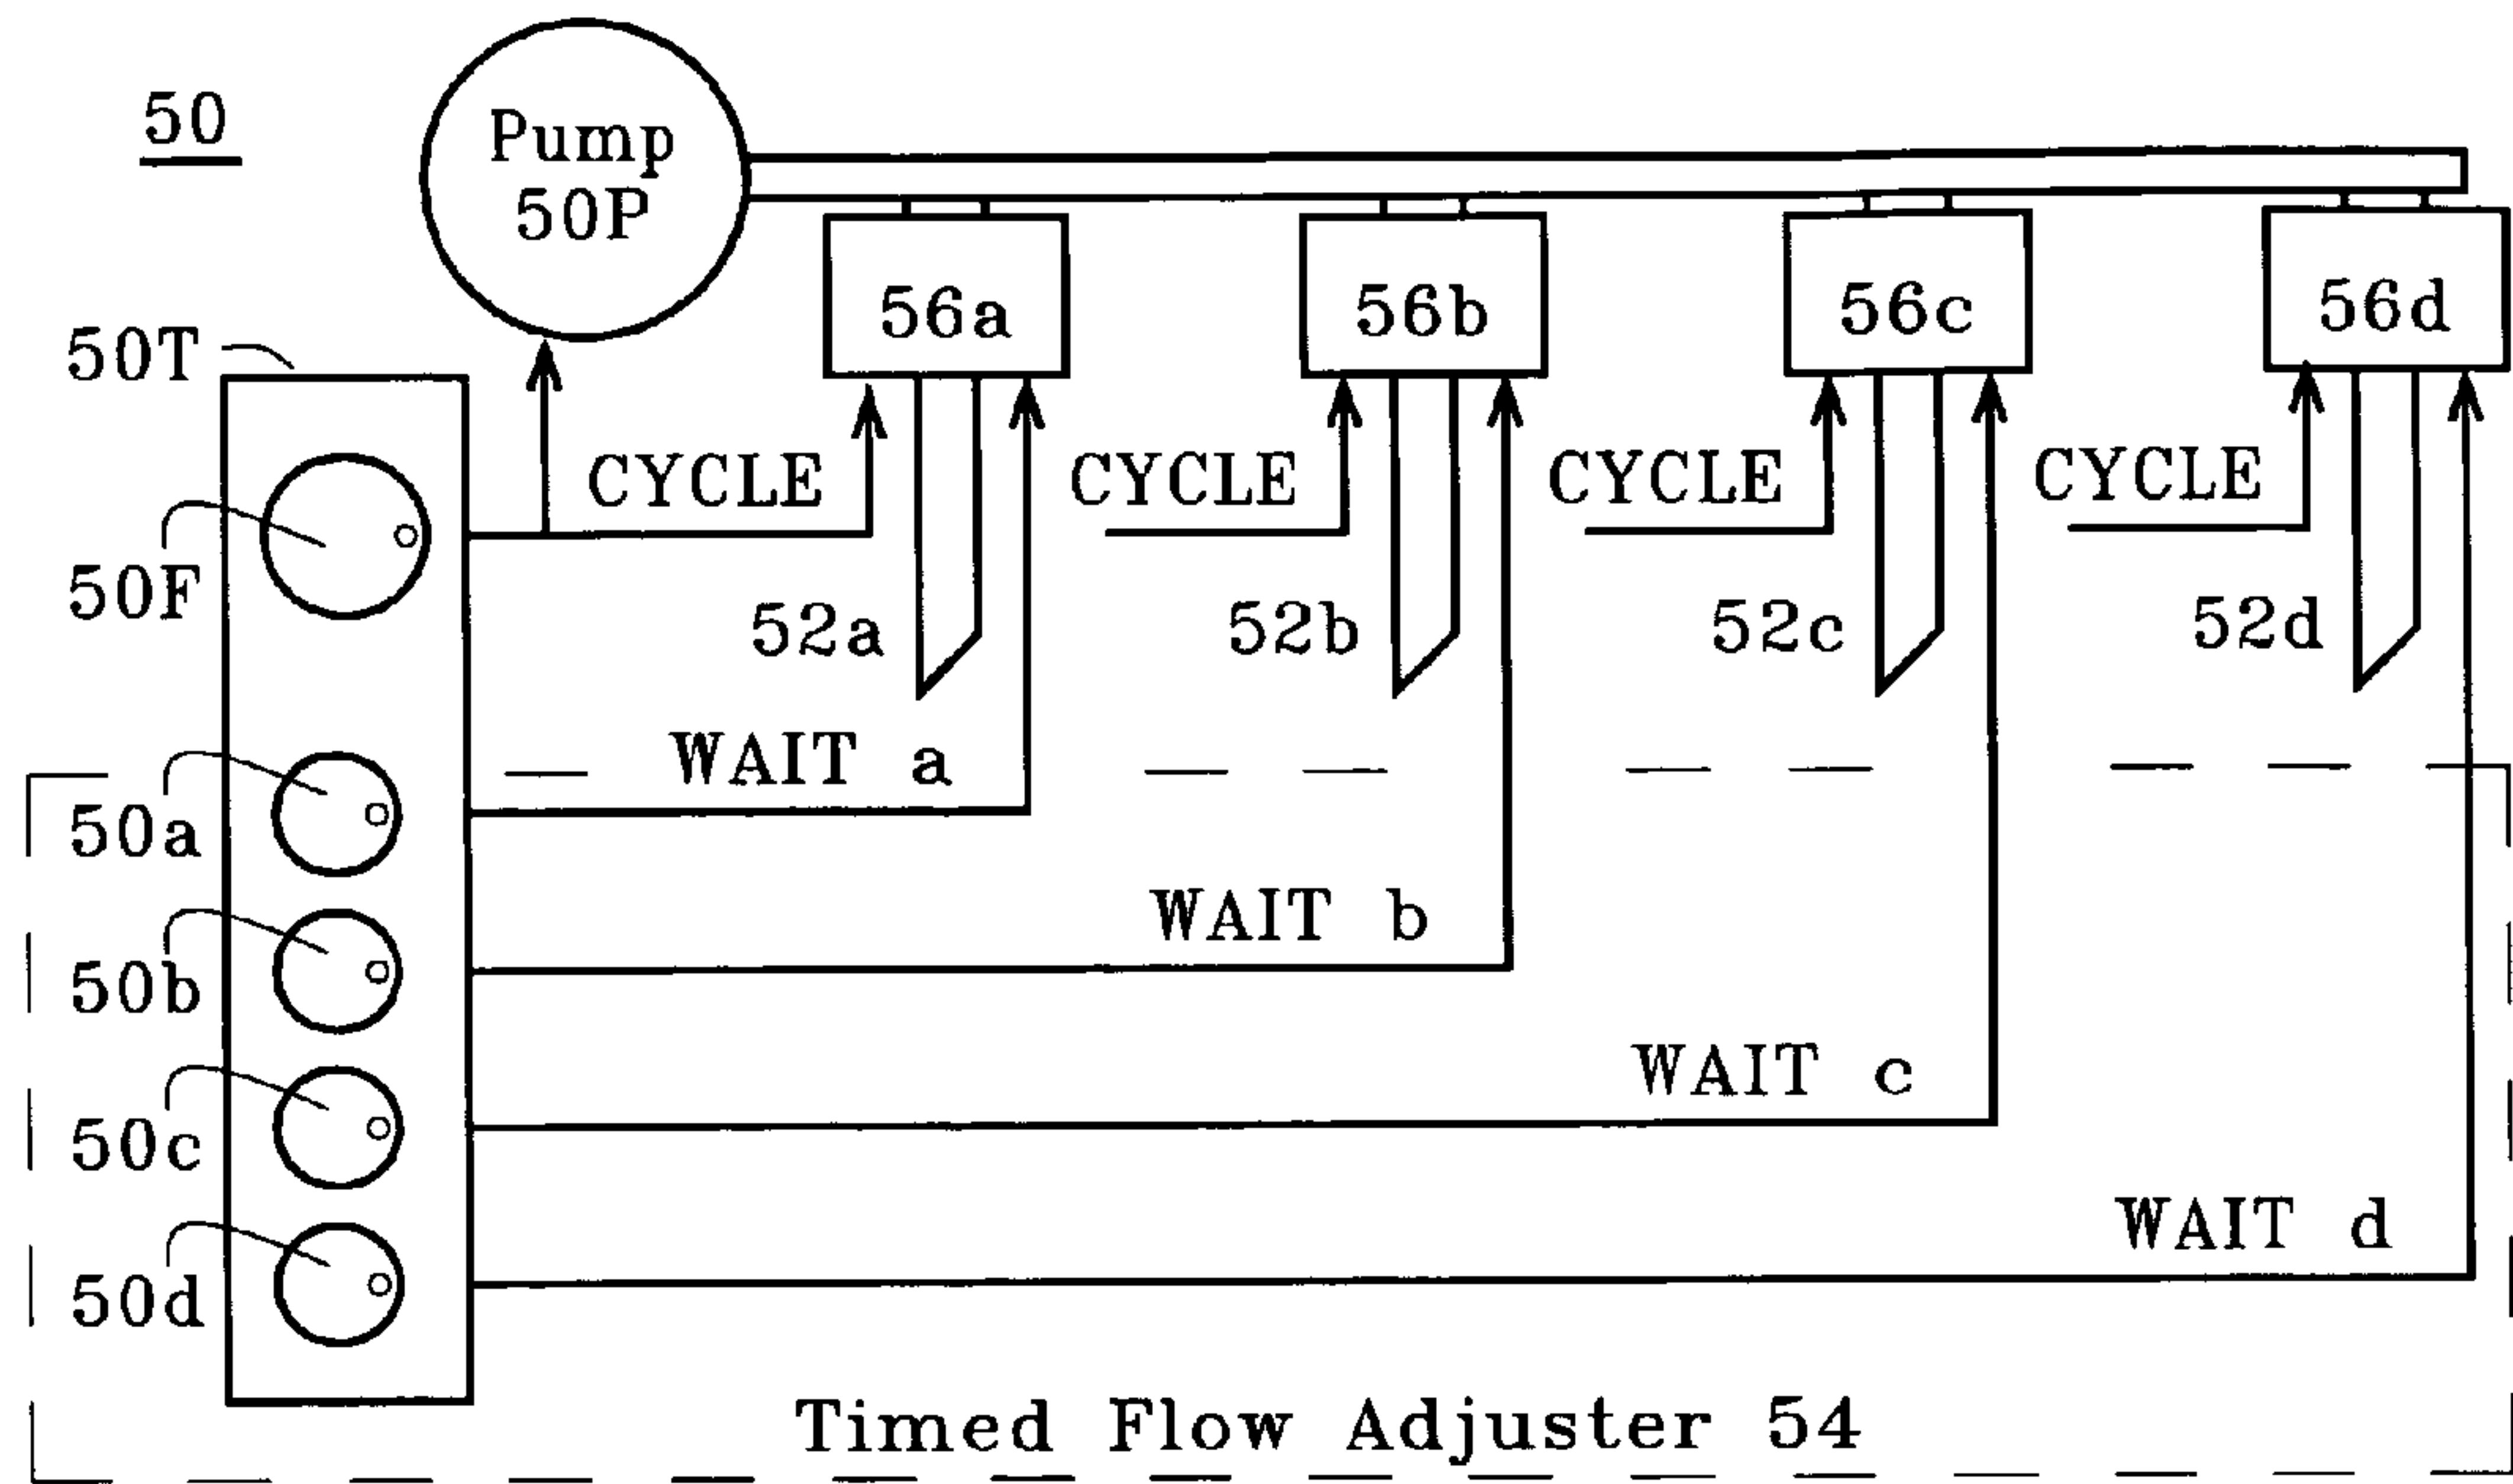 50
Pump
50P
56a
56b
56c
56d
50T
CYCLE
CYCLE
CYCLE
CYCLE
50F
52a
52b
52c
52d
WAIT a
50a
WAIT b
50b
WAIT c
50c
WAIT d
50d
Timed Flow Adjuster 54